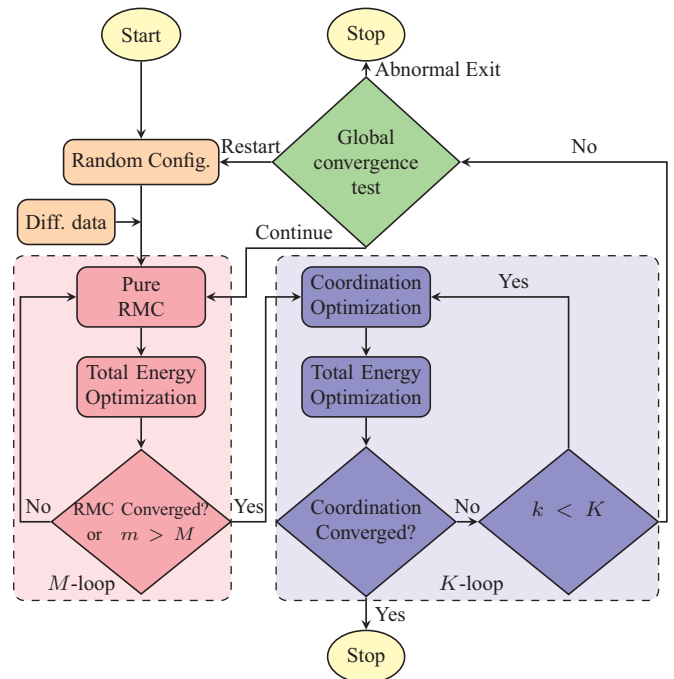 Start
Stop
Abnormal Exit
Random Config.
Restart
Global
convergence
test
No
Diff. data
Continue
Pure
RMC
Coordination
Optimization
Yes
Total Energy
Optimization
Total Energy
Optimization
No
RMC Converged?
or m > M
Yes
Coordination
Converged?
No
k < K
M-loop
K-loop
Yes
Stop